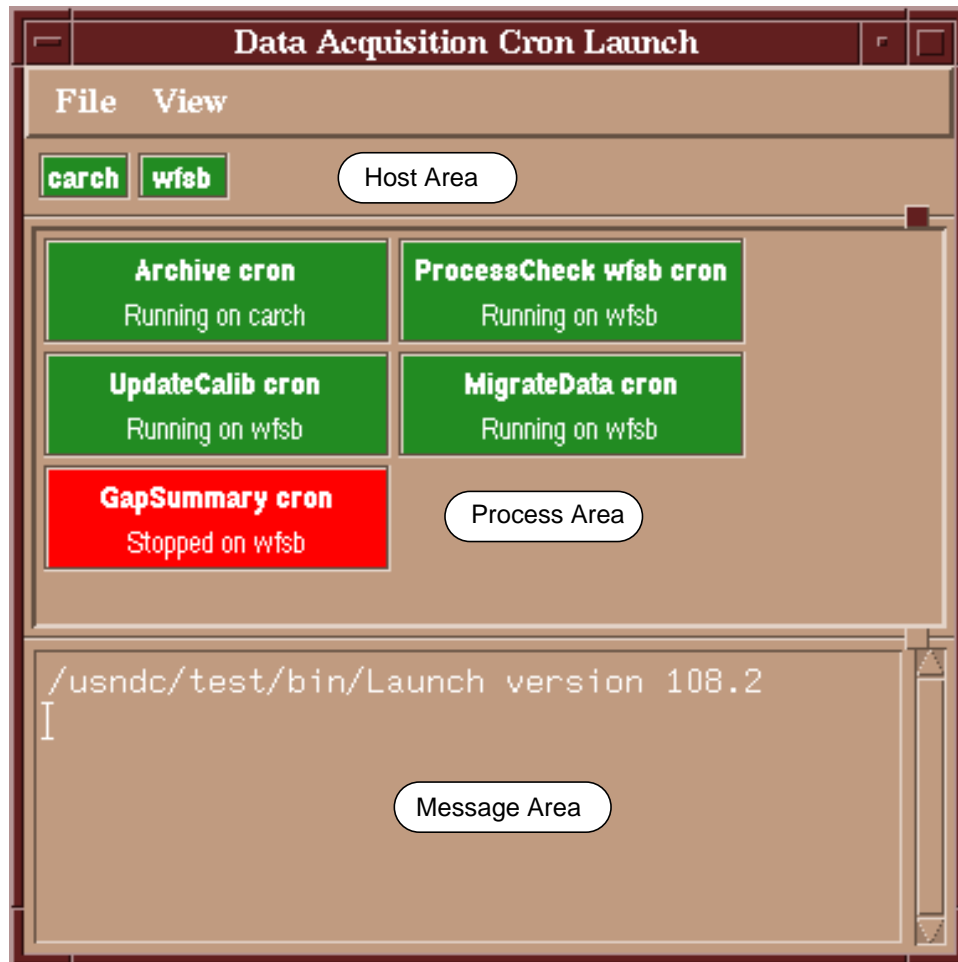 Data Acquisition Cron Launch
File View
carch wfsb Host Area
Archive cron ProcessCheck wfsb cron
Running on carch Running on wfsb
UpdateCalib cron MigrateData cron
Running on wfsb Running on wfsb
GapSummary cron
Stopped on wfsb
Process Area
/usndc/test/bin/Launch version 108.2
Message Area